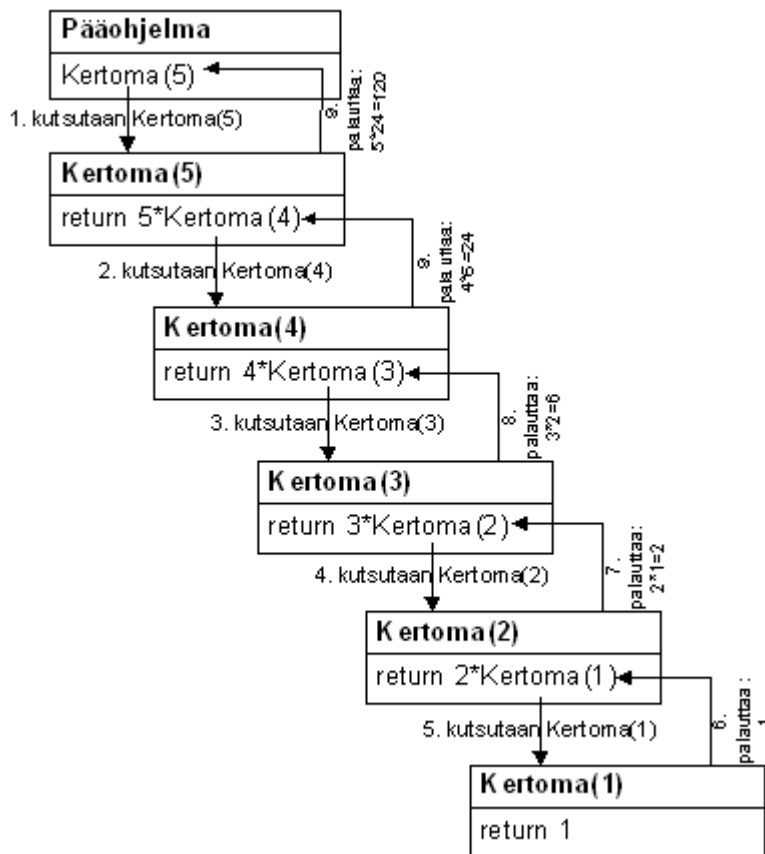 Pääohjelma
Kertoma(5)
1. kutsutaan Kertoma(5)
9.
palauttaa:
5*24=120
Kertoma(5)
return 5*Kertoma(4)
2. kutsutaan Kertoma(4)
9.
palauttaa:
4*6=24
Kertoma(4)
return 4*Kertoma(3)
3. kutsutaan Kertoma(3)
8.
palauttaa:
3*2=6
Kertoma(3)
return 3*Kertoma(2)
4. kutsutaan Kertoma(2)
7.
palauttaa:
2*1=2
Kertoma(2)
return 2*Kertoma(1)
5. kutsutaan Kertoma(1)
6.
palauttaa:
1
Kertoma(1)
return 1